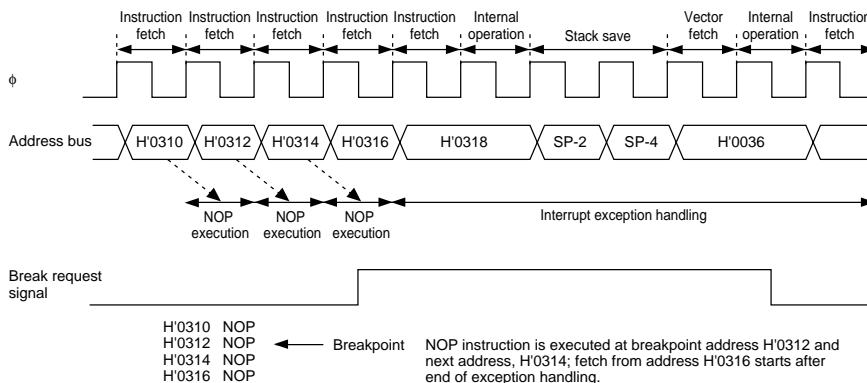 Instruction fetch
Instruction fetch
Instruction fetch
Instruction fetch
Instruction fetch
Internal operation
Stack save
Vector fetch
Internal operation
Instruction fetch
φ
Address bus
H'0310
H'0312
H'0314
H'0316
H'0318
SP-2
SP-4
H'0036
NOP execution
NOP execution
NOP execution
Interrupt exception handling
Break request
signal
H'0310 NOP
H'0312 NOP
H'0314 NOP
H'0316 NOP
Breakpoint
NOP instruction is executed at breakpoint address H'0312 and
next address, H'0314; fetch from address H'0316 starts after
end of exception handling.